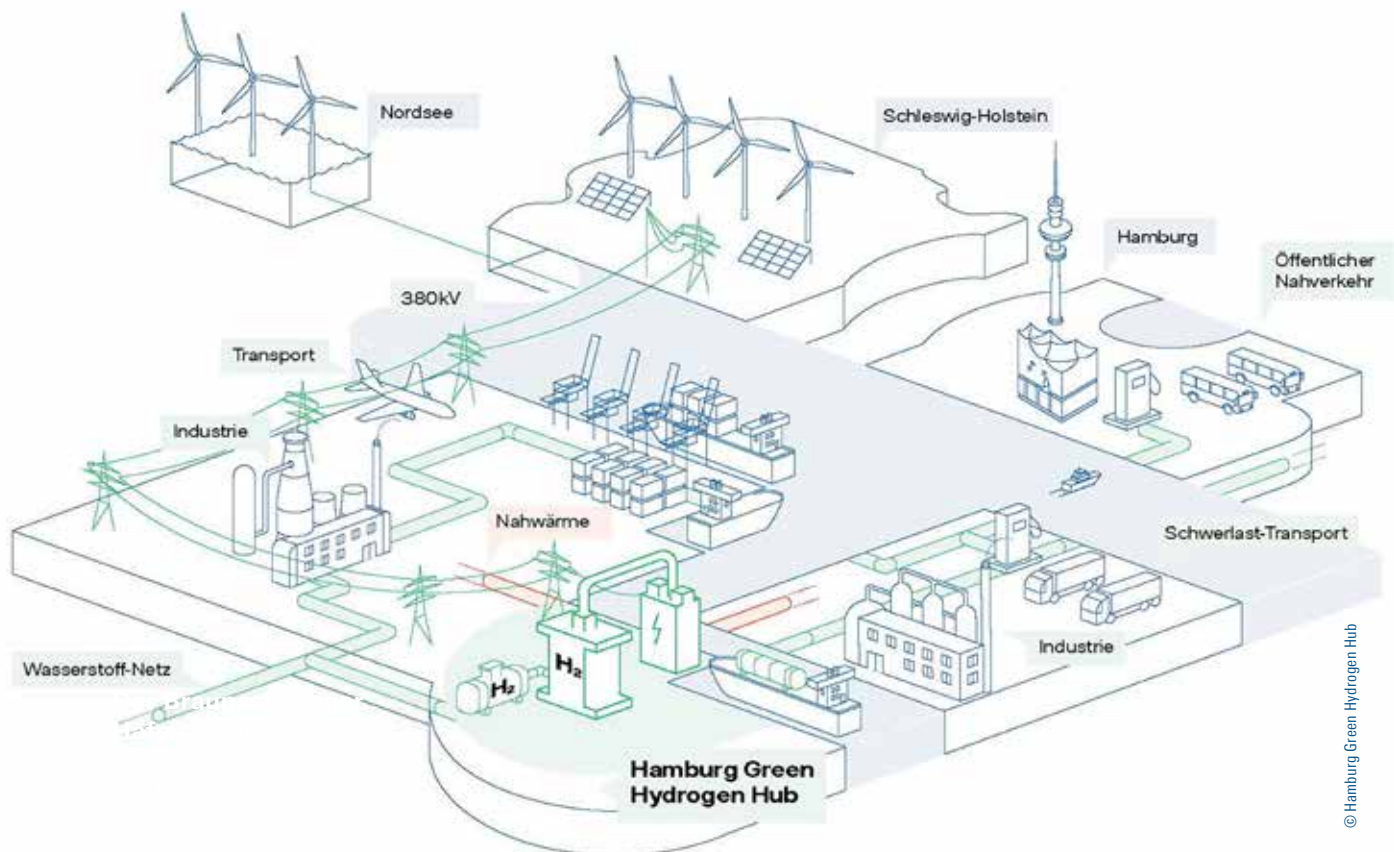 Nordsee
Schleswig-Holstein
Hamburg
Öffentlicher
Nahverkehr
380kV
Transport
Industrie
Nahwärme
Schwerlast-Transport
Industrie
Wasserstoff-Netz
H₂
H₂
Hamburg Green
Hydrogen Hub
© Hamburg Green Hydrogen Hub